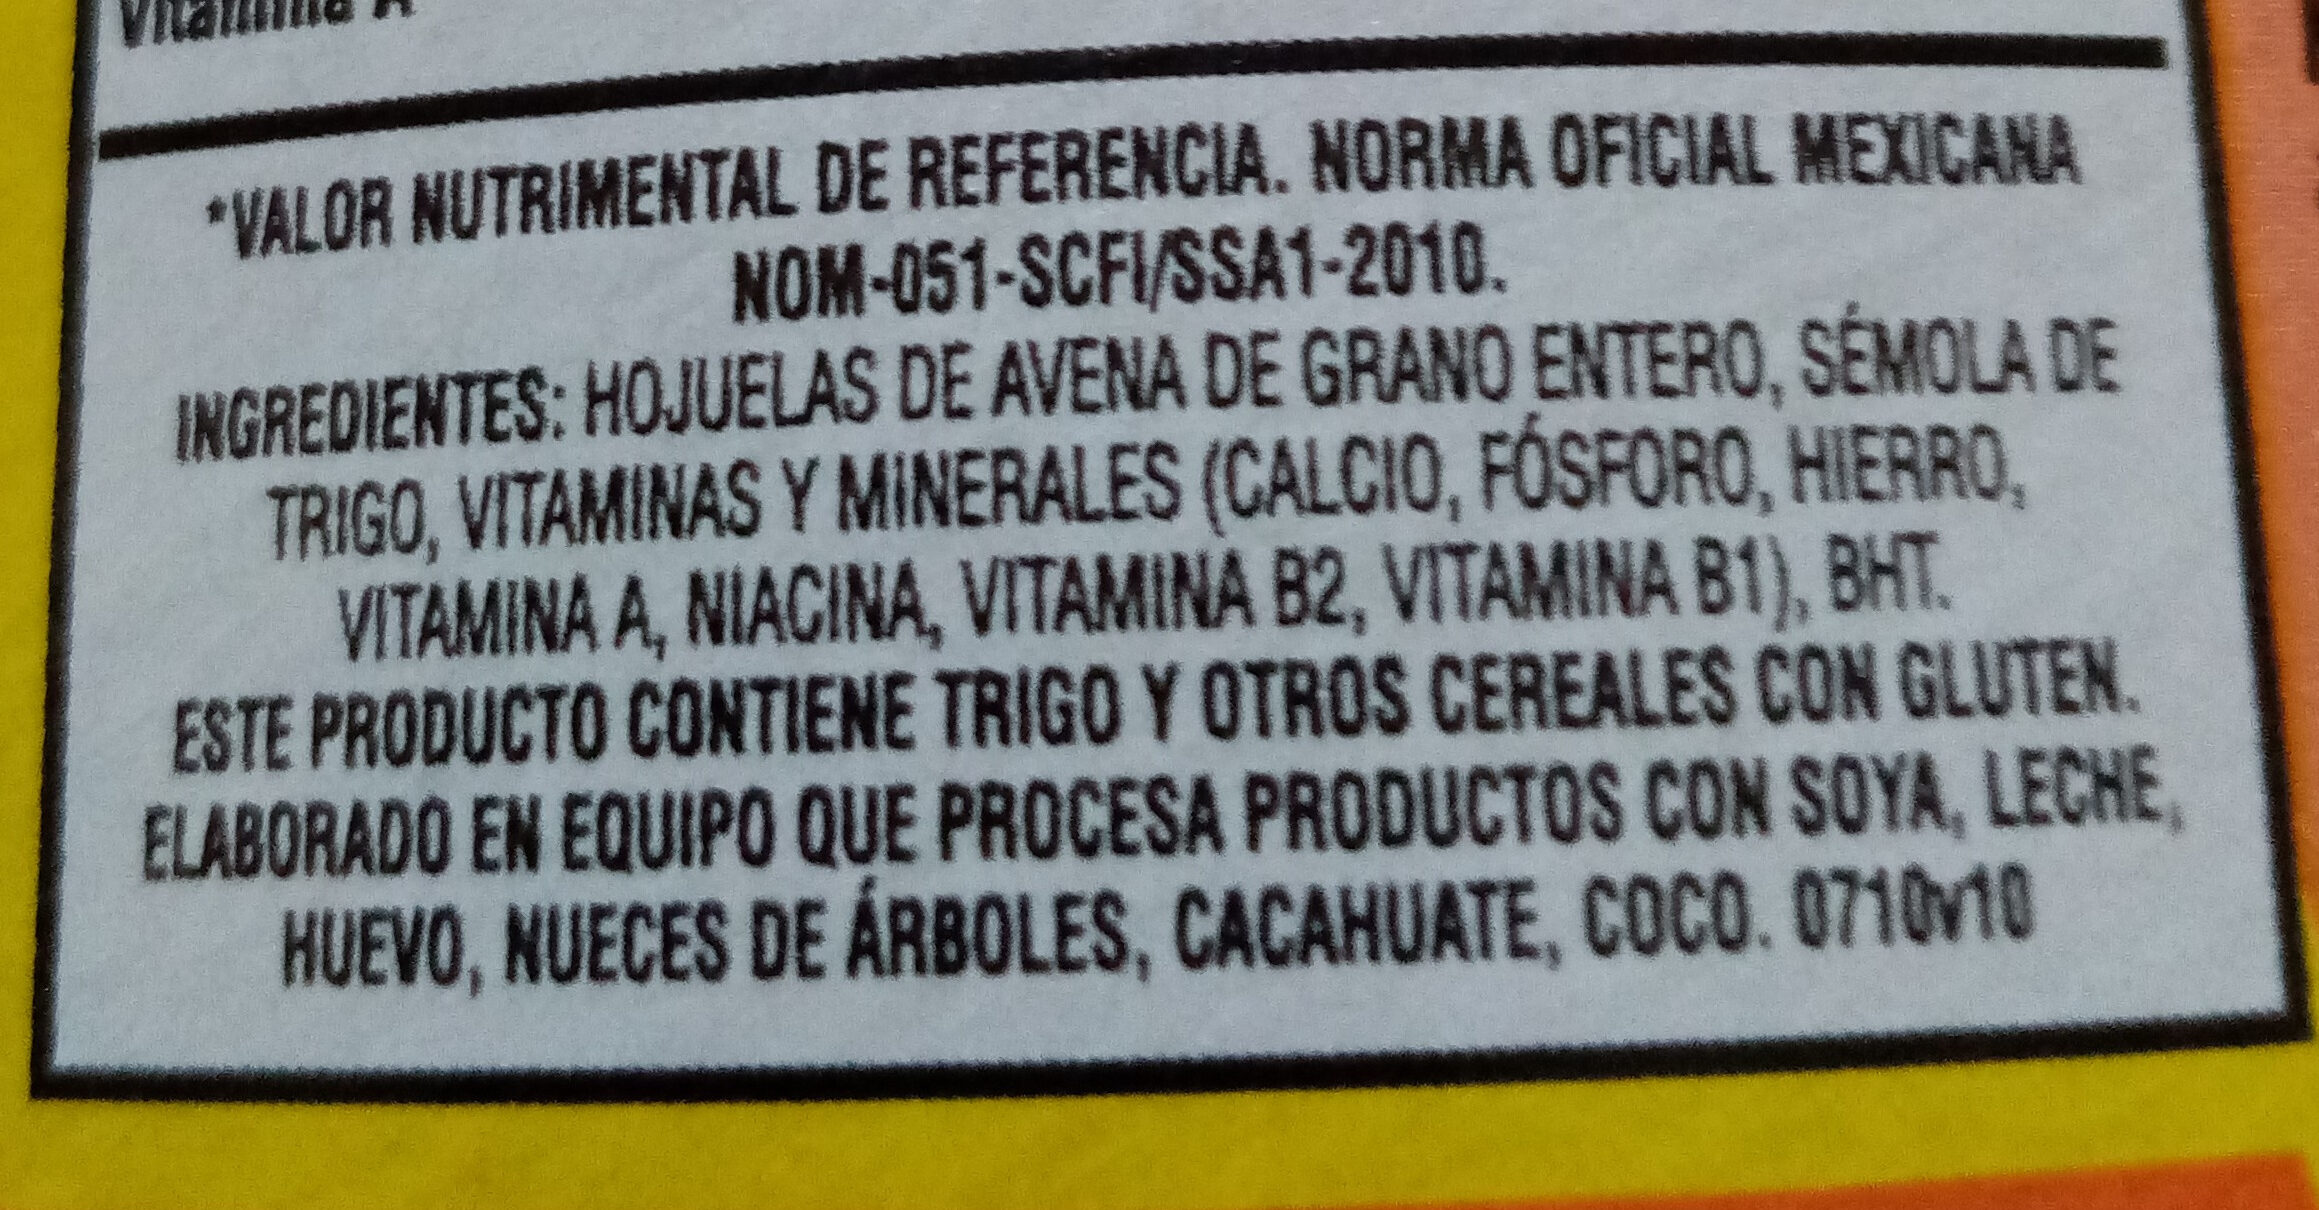 Vitamina A
*VALOR NUTRIMENTAL DE REFERENCIA. NORMA OFICIAL MEXICANA
NOM-051-SCFI/SSA1-2010.
INGREDIENTES: HOJUELAS DE AVENA DE GRANO ENTERO, SÉMOLA DE
TRIGO, VITAMINAS Y MINERALES (CALCIO, FÓSFORO, HIERRO,
VITAMINA A, NIACINA, VITAMINA B2, VITAMINA B1), BHT.
ESTE PRODUCTO CONTIENE TRIGO Y OTROS CEREALES CON GLUTEN.
ELABORADO EN EQUIPO QUE PROCESA PRODUCTOS CON SOYA, LECHE,
HUEVO, NUECES DE ÁRBOLES, CACAHUATE, COCO. 0710v10